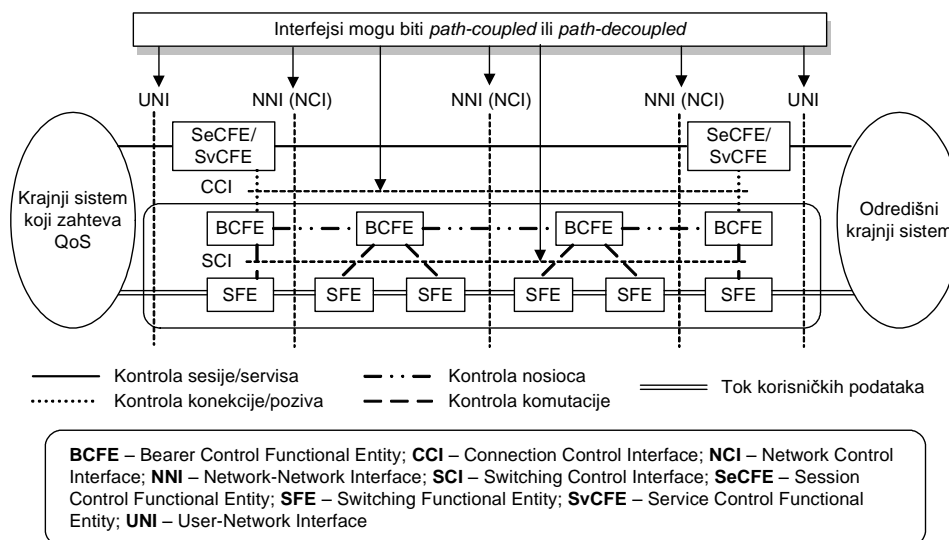 Interfejsi mogu biti path-coupled ili path-decoupled
UNI
NNI (NCI)
NNI (NCI)
NNI (NCI)
UNI
SeCFE/
SvCFE
SeCFE/
SvCFE
CCI
Krajnji sistem
koji zahteva
QoS
Odredišni
krajnji sistem
BCFE
BCFE
BCFE
BCFE
SCI
SFE
SFE
SFE
SFE
SFE
SFE
Kontrola sesije/servisa
Kontrola konekcije/poziva
Kontrola nosioca
Kontrola komutacije
Tok korisničkih podataka
BCFE – Bearer Control Functional Entity; CCI – Connection Control Interface; NCI – Network Control
Interface; NNI – Network-Network Interface; SCI – Switching Control Interface; SeCFE – Session
Control Functional Entity; SFE – Switching Functional Entity; SvCFE – Service Control Functional
Entity; UNI – User-Network Interface